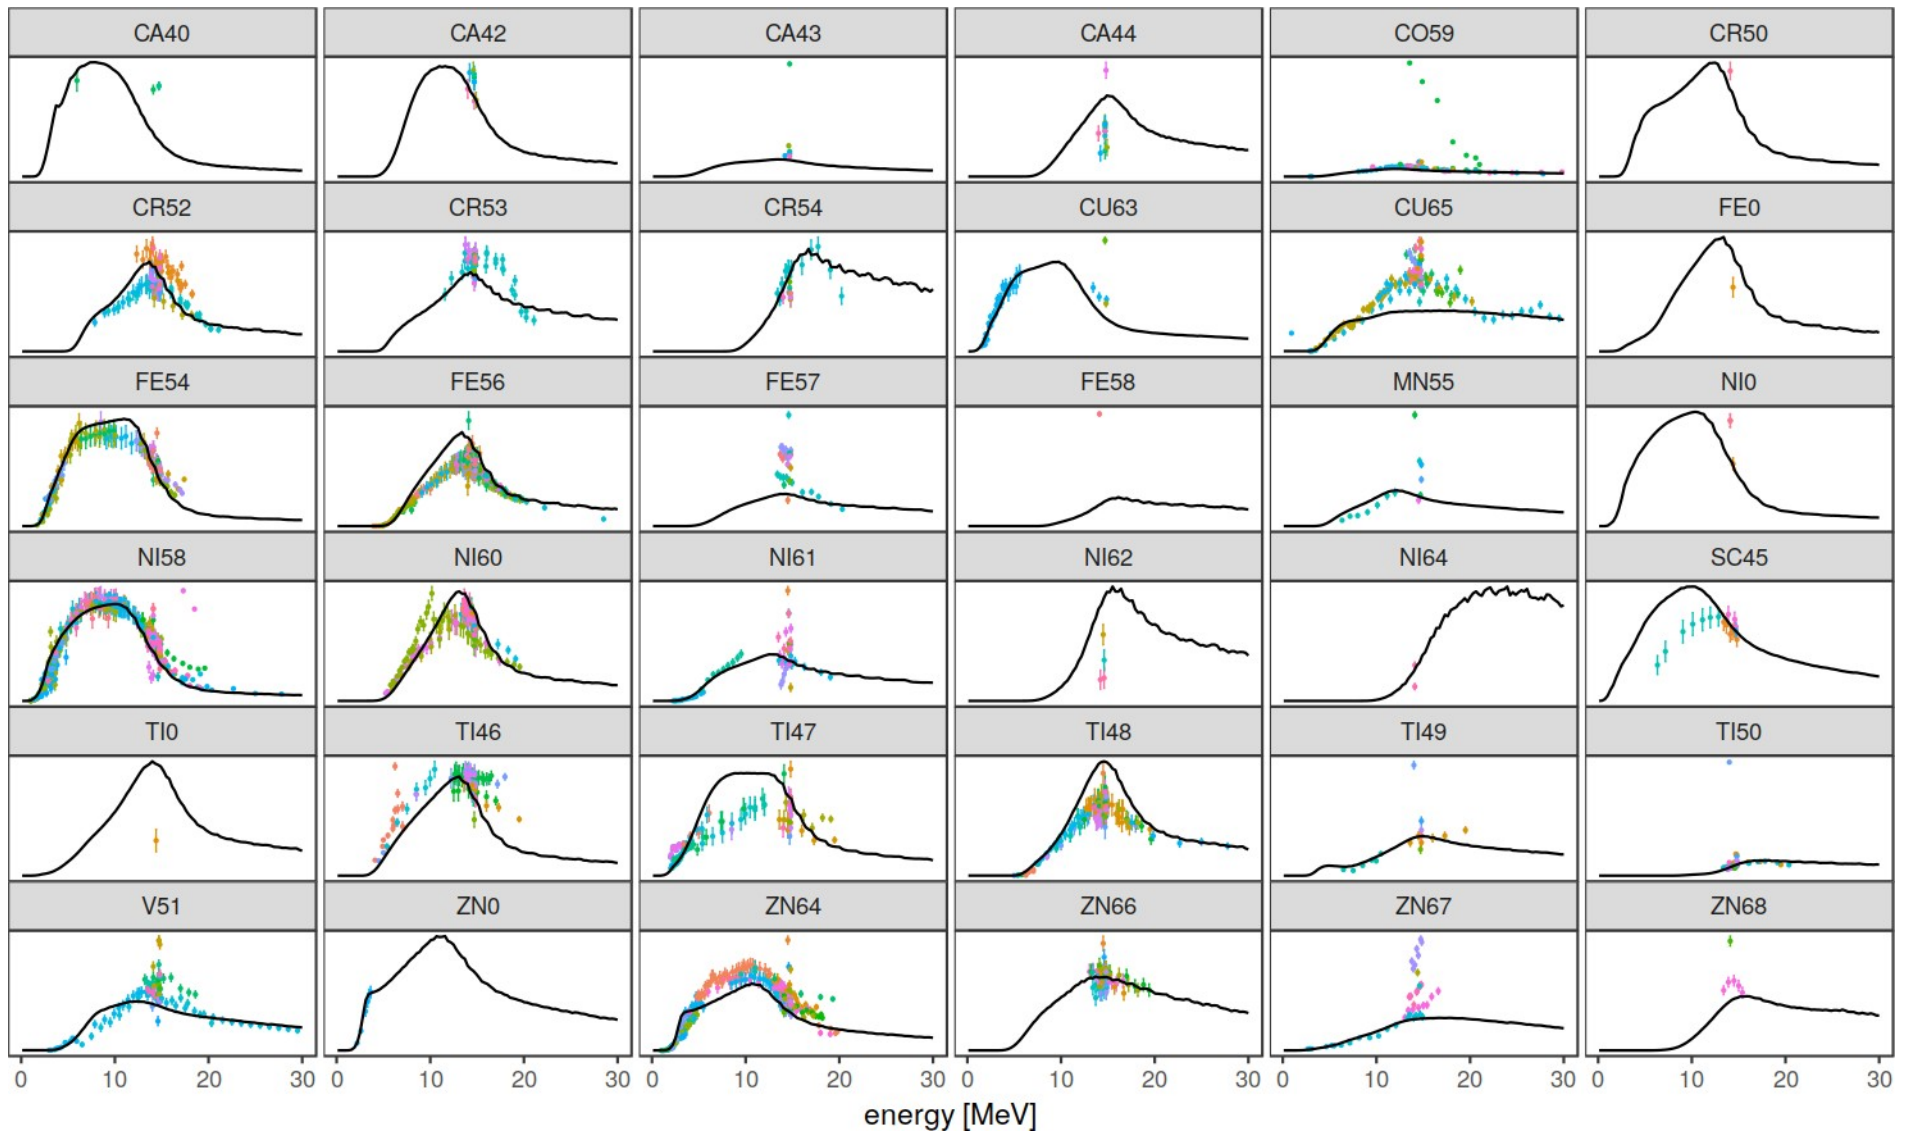 CA40 CA42 CA43 CA44 CO59 CR50
CR52 CR53 CR54 CU63 CU65 FE0
FE54 FE56 FE57 FE58 MN55 NI0
NI58 NI60 NI61 NI62 NI64 SC45
TI0 TI46 TI47 TI48 TI49 TI50
V51 ZN0 ZN64 ZN66 ZN67 ZN68
0 10 20 30 0 10 20 30 0 10 20 30 0 10 20 30 0 10 20 30 0 10 20 30
energy [MeV]